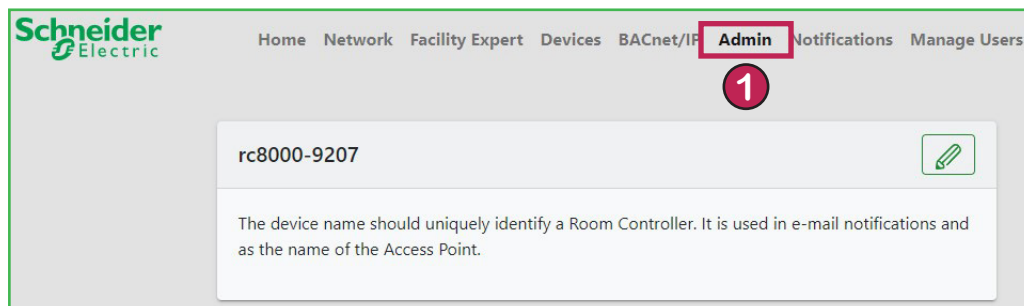 Schneider
Electric
Home Network Facility Expert Devices BACnet/IP Admin Notifications Manage Users
1
rc8000-9207
The device name should uniquely identify a Room Controller. It is used in e-mail notifications and
as the name of the Access Point.